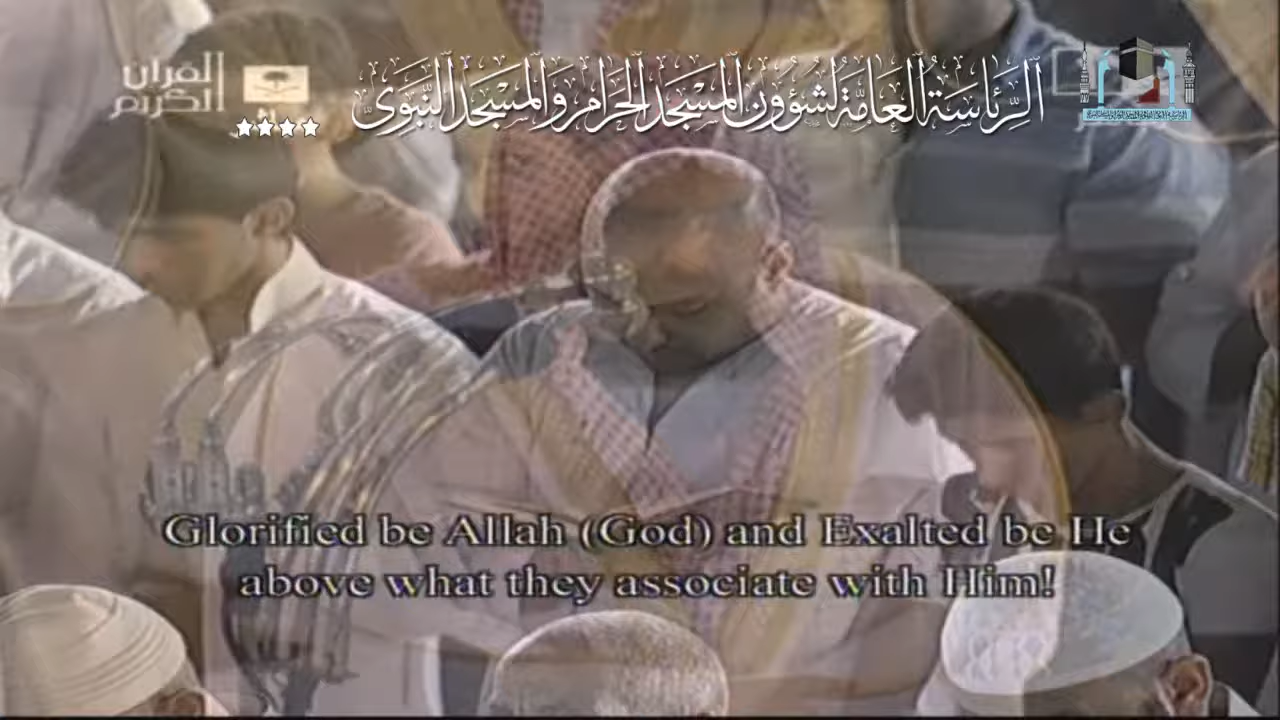 القرآن
الكريم
الرئاسة العامة لشؤون المسجد الحرام والمسجد النبوي
Glorified be Allah (God) and Exalted be He
above what they associate with Him!